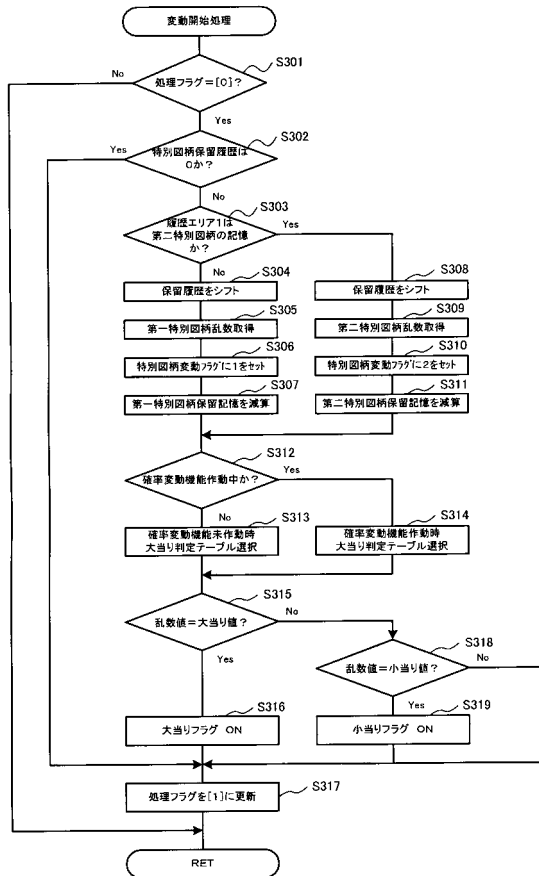 変動開始処理
S301
処理フラグ=[0]?
No
Yes
S302
特別図柄保留履歴は
0か?
Yes
No
S303
履歴エリア1は
第二特別図柄の記憶
か?
Yes
No
S304
保留履歴をシフト
S305
第一特別図柄乱数取得
S306
特別図柄変動フラグに1をセット
S307
第一特別図柄保留記憶を減算
S308
保留履歴をシフト
S309
第二特別図柄乱数取得
S310
特別図柄変動フラグに2をセット
S311
第二特別図柄保留記憶を減算
S312
確率変動機能作動中か?
Yes
No
S313
確率変動機能未作動時
大当り判定テーブル選択
S314
確率変動機能作動時
大当り判定テーブル選択
S315
乱数値=大当り値?
No
Yes
S318
乱数値=小当り値?
No
Yes
S316
大当りフラグ ON
S319
小当りフラグ ON
S317
処理フラグを[1]に更新
RET